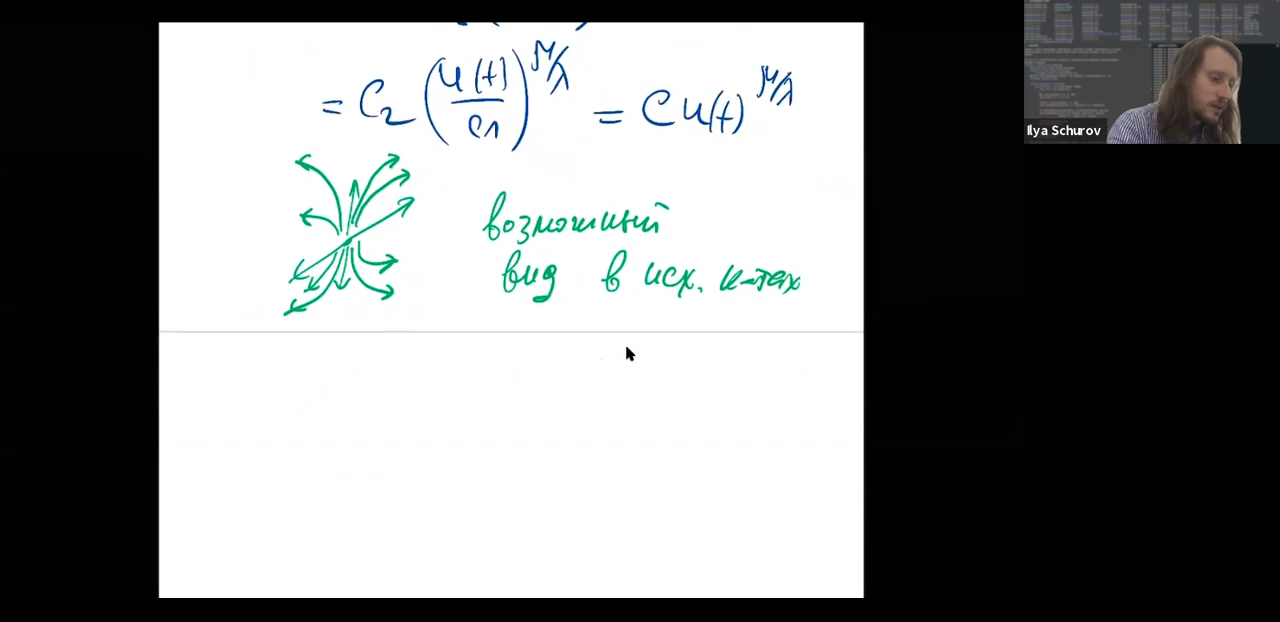 = C₂ (u(t)/C₁)^{μ/λ} = C u(t)^{μ/λ}
Ilya Schurov
возможный
вид в исх. к-тах